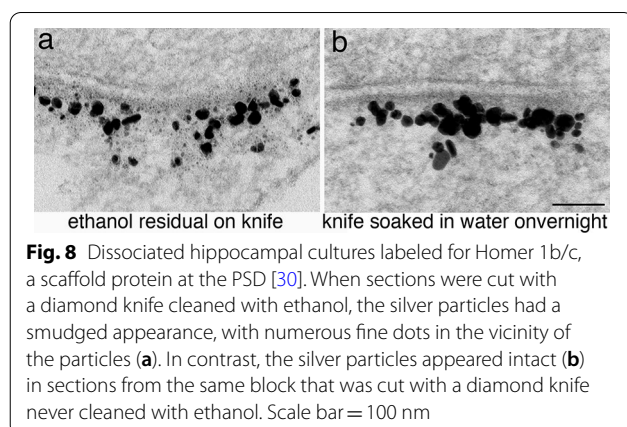 a
b
ethanol residual on knife
knife soaked in water onvernight
Fig. 8 Dissociated hippocampal cultures labeled for Homer 1b/c,
a scaffold protein at the PSD [30]. When sections were cut with
a diamond knife cleaned with ethanol, the silver particles had a
smudged appearance, with numerous fine dots in the vicinity of
the particles (a). In contrast, the silver particles appeared intact (b)
in sections from the same block that was cut with a diamond knife
never cleaned with ethanol. Scale bar = 100 nm